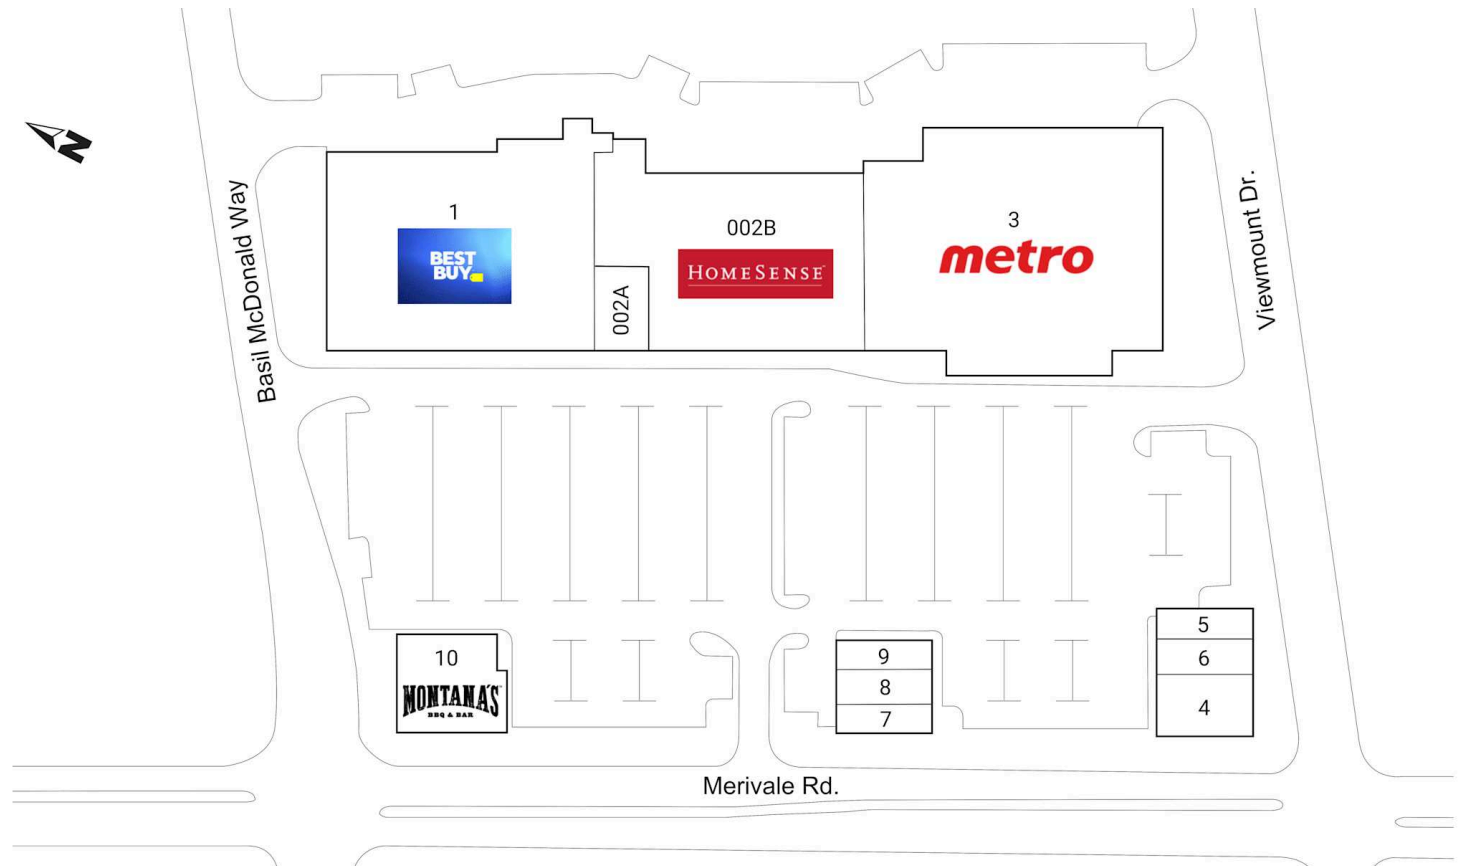 N
Basil McDonald Way
1
BEST
BUY
002A
002B
HOMESENSE
3
metro
Viewmount Dr.
10
MONTANA'S
BBQ & BAR
9
8
7
5
6
4
Merivale Rd.